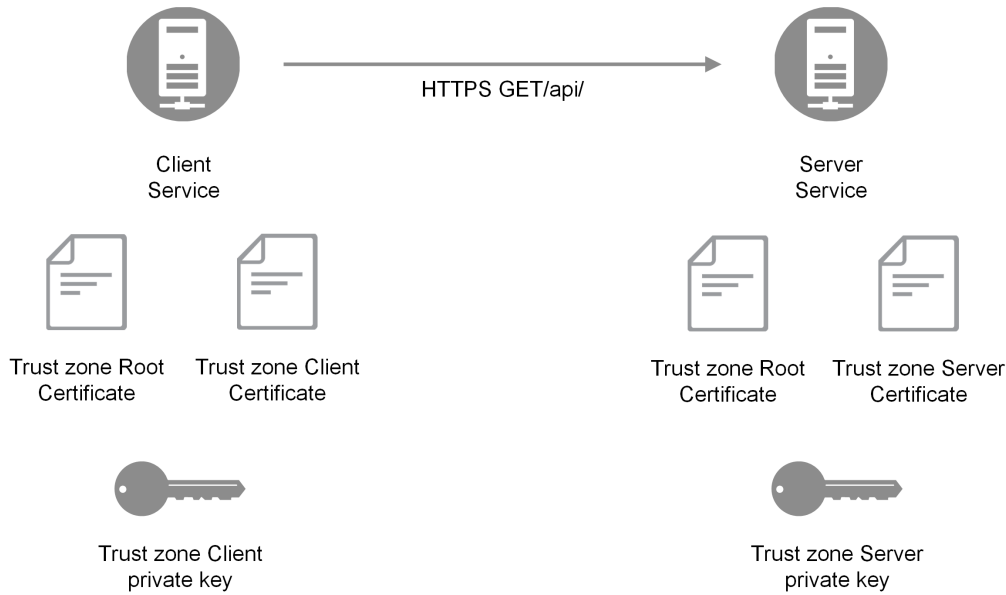 HTTPS GET/api/
Client
Service
Server
Service
Trust zone Root
Certificate
Trust zone Client
Certificate
Trust zone Root
Certificate
Trust zone Server
Certificate
Trust zone Client
private key
Trust zone Server
private key